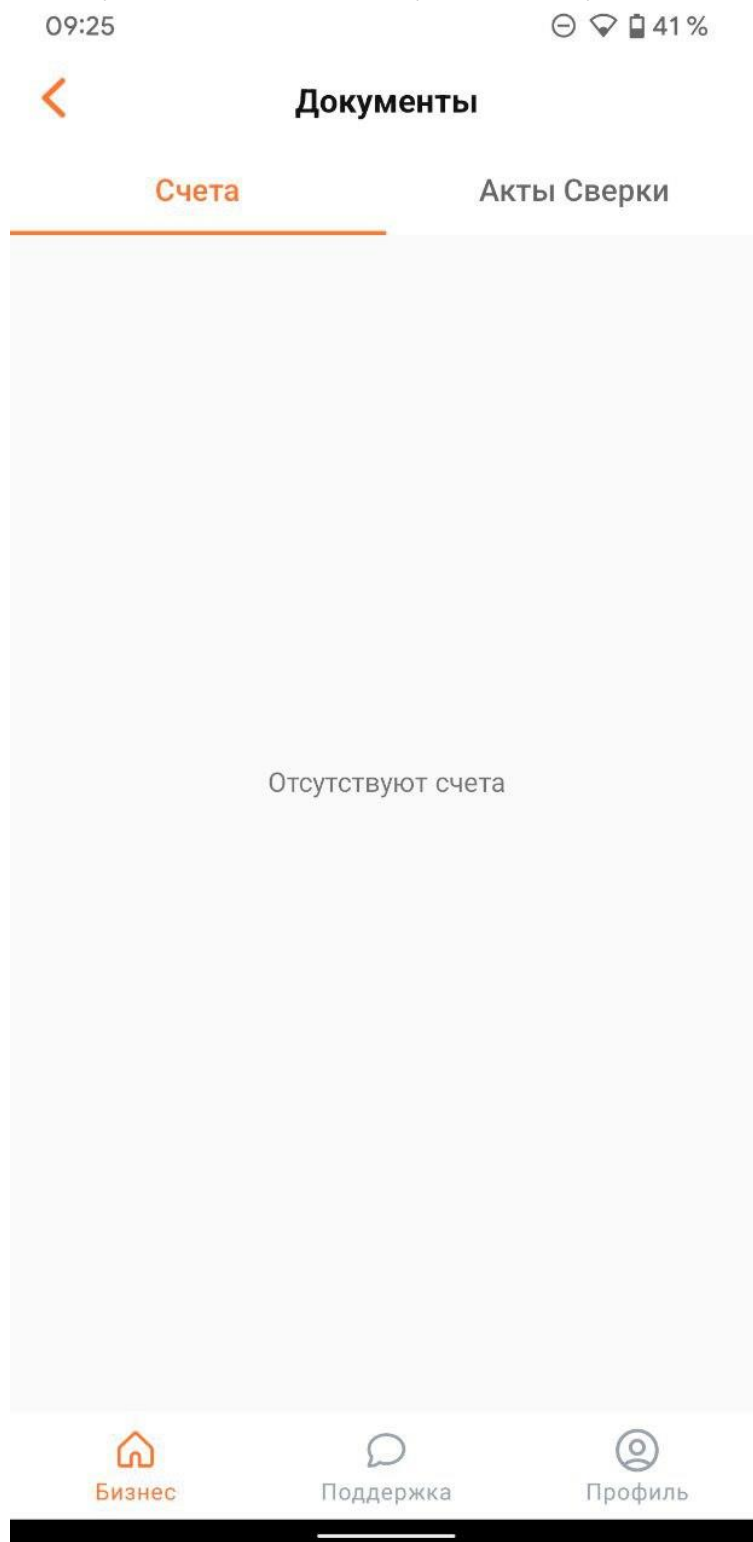 09:25 41 %
Документы
Счета Акты Сверки
Отсутствуют счета
Бизнес Поддержка Профиль